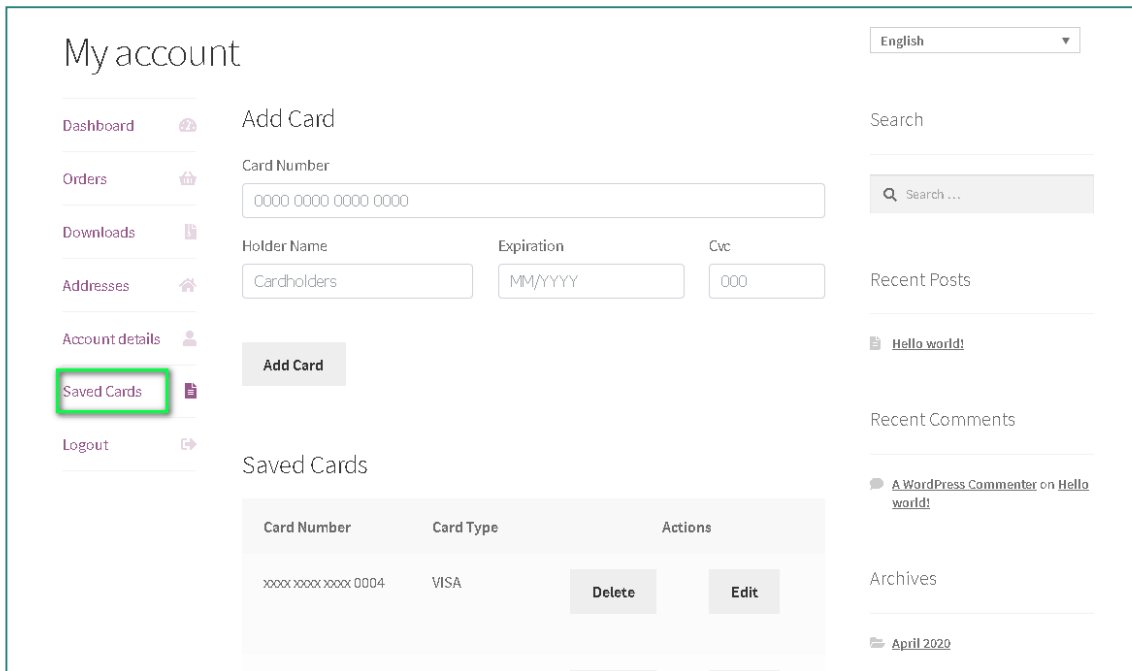 My account
English
Dashboard
Orders
Downloads
Addresses
Account details
Saved Cards
Logout
Add Card
Card Number
0000 0000 0000 0000
Holder Name Expiration Cvc
Cardholders MM/YYYY 000
Add Card
Saved Cards
Card Number Card Type Actions
xxxx xxxx xxxx 0004 VISA Delete Edit
Search
Search ...
Recent Posts
Hello world!
Recent Comments
A WordPress Commenter on Hello
world!
Archives
April 2020